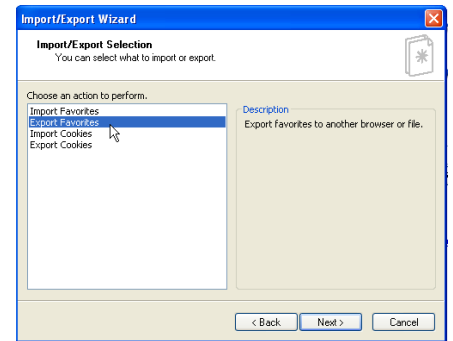 Import/Export Wizard
Import/Export Selection
You can select what to import or export.
Choose an action to perform.
Import Favorites
Export Favorites
Import Cookies
Export Cookies
Description
Export favorites to another browser or file.
< Back
Next >
Cancel